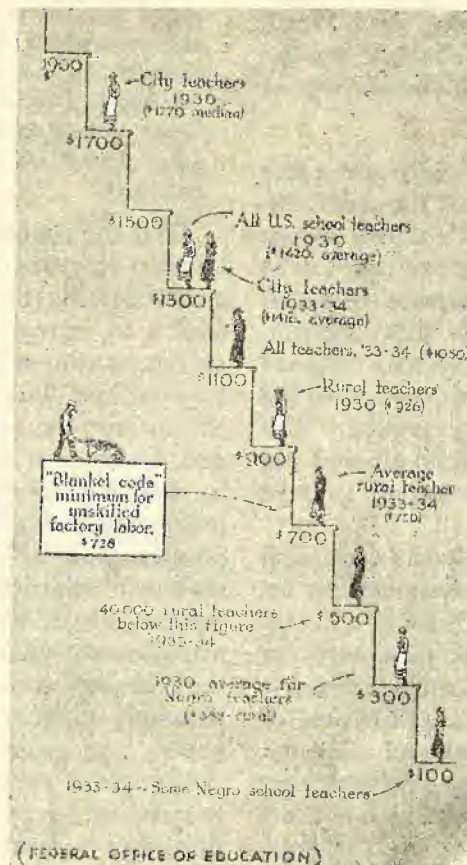 $1900
City teachers
1930
($1770 median)
$1700
$1500
All U.S. school teachers
1930
($1420, average)
$1300
City teachers
1933-34
average)
All teachers, '33-34 ($1050)
$1100
Rural teachers
1930 ($926)
$900
"Blanket code"
minimum for
unskilled
factory labor,
$728
Average
rural teacher
1933-34
$700
40,000 rural teachers
below this figure
1933-34
$500
1930, average for
Negro teachers
rural)
$300
1933-34 - Some Negro school teachers
$100
(FEDERAL OFFICE OF EDUCATION)